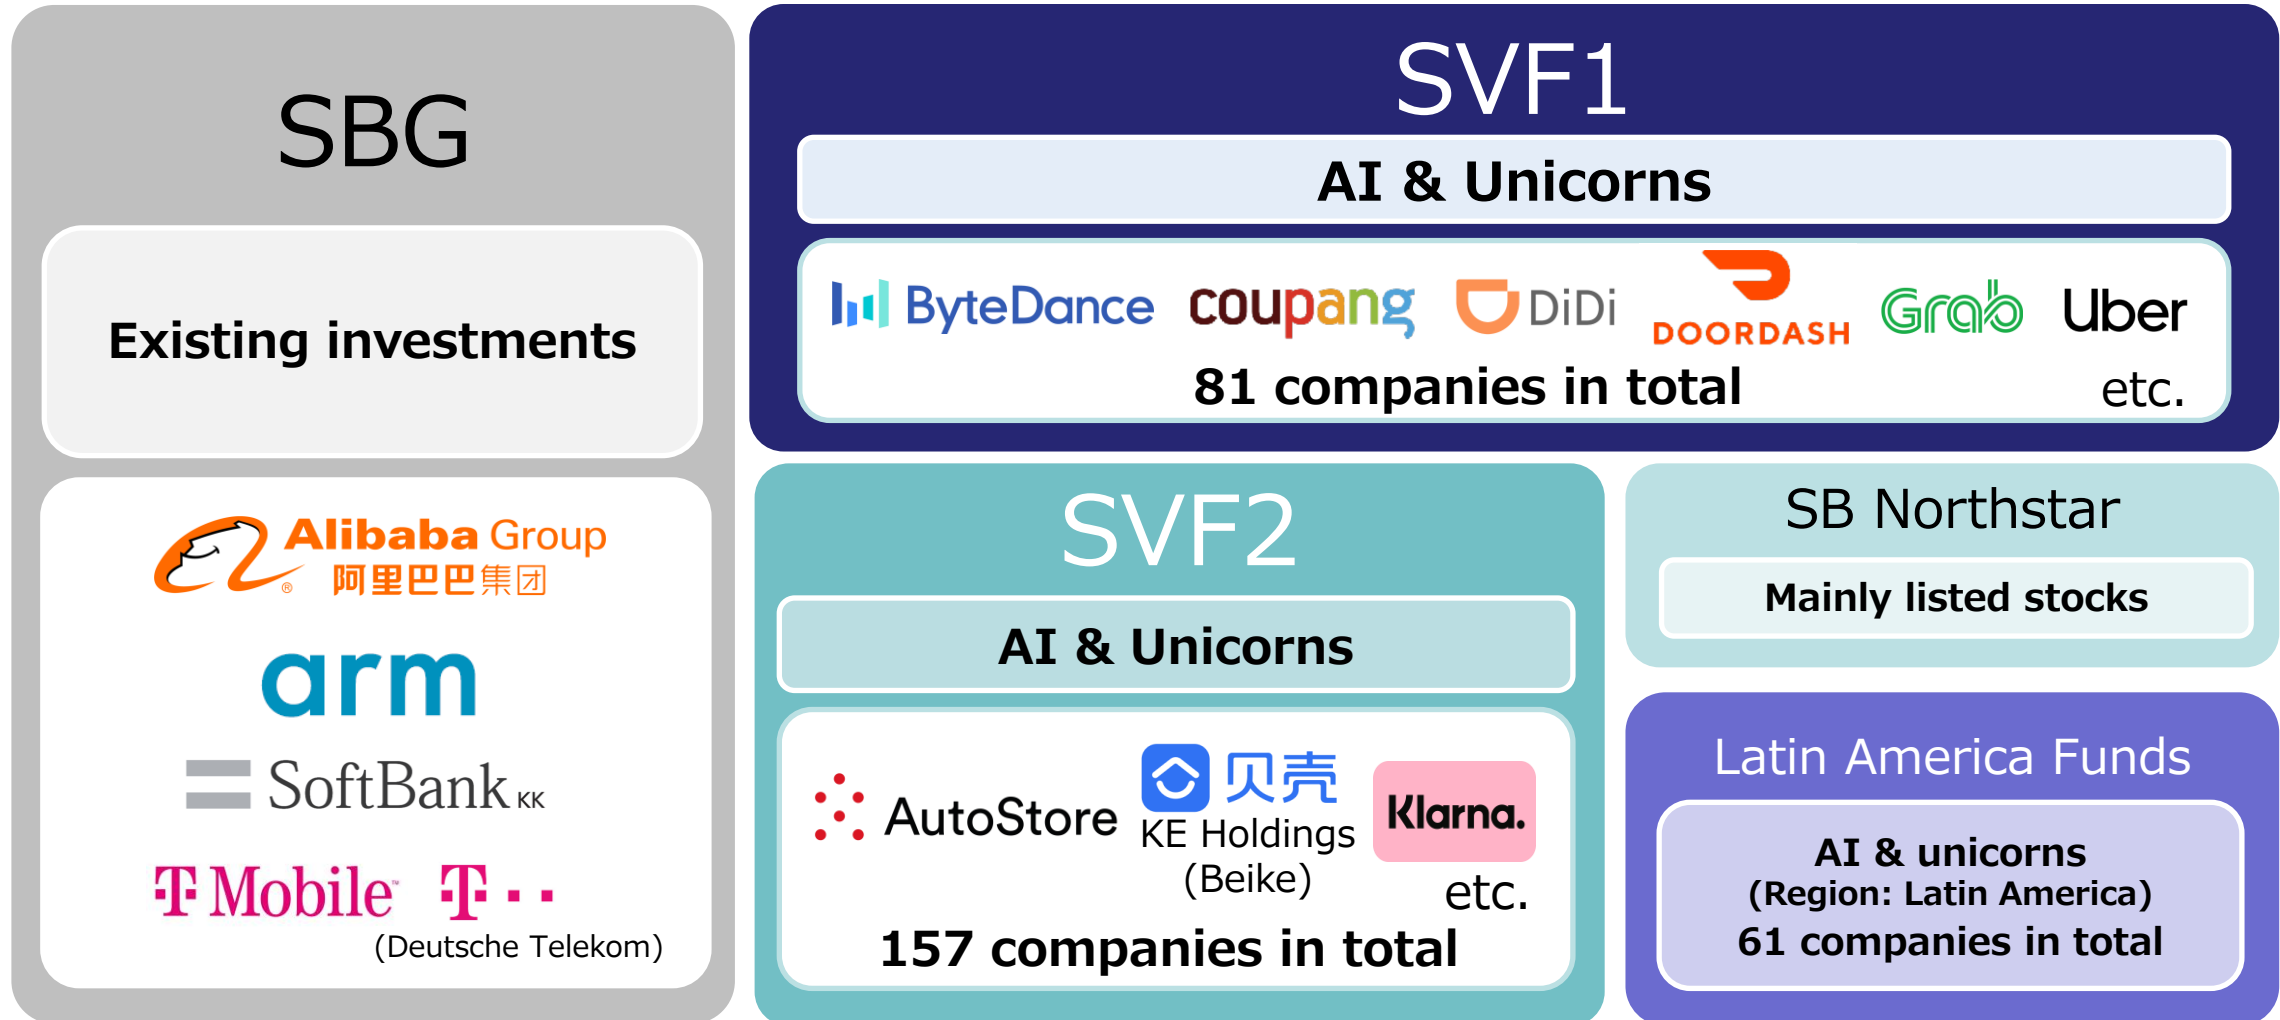 SBG
Existing investments
Alibaba Group
阿里巴巴集团
®
arm
SoftBank KK
T Mobile™ T
(Deutsche Telekom)
SVF1
AI & Unicorns
ByteDance coupang DiDi DOORDASH Grab Uber
81 companies in total etc.
SVF2
AI & Unicorns
AutoStore
贝壳
KE Holdings
(Beike)
Klarna.
etc.
157 companies in total
SB Northstar
Mainly listed stocks
Latin America Funds
AI & unicorns
(Region: Latin America)
61 companies in total